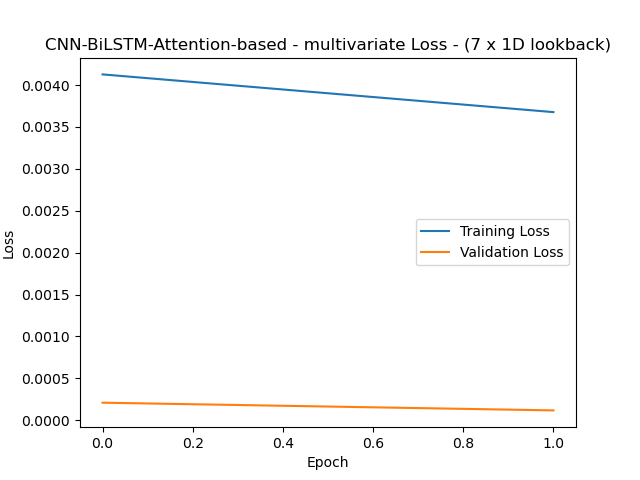 CNN-BiLSTM-Attention-based - multivariate Loss - (7 x 1D lookback)
0.0040
0.0035
0.0030
0.0025
0.0020
0.0015
0.0010
0.0005
0.0000
Loss
Training Loss
Validation Loss
0.0 0.2 0.4 0.6 0.8 1.0
Epoch